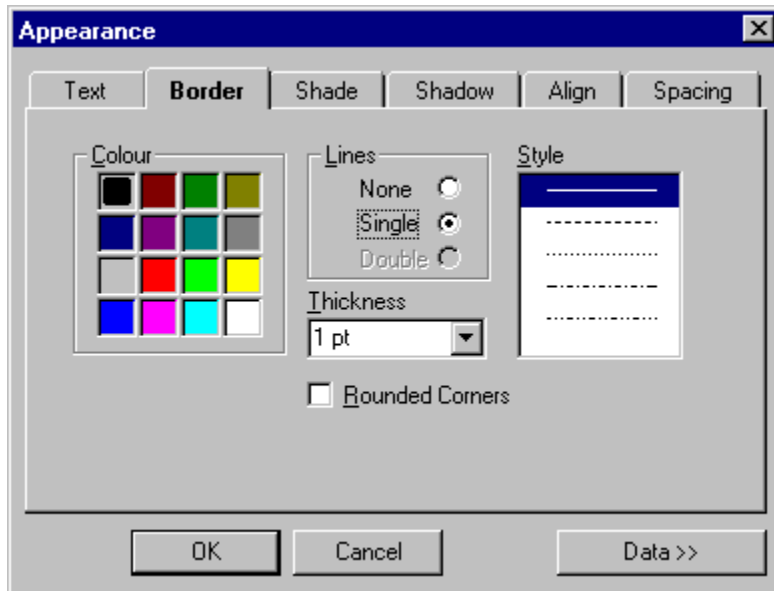 Appearance
Text Border Shade Shadow Align Spacing
Colour
Lines
None
Single
Double
Style
Thickness
1 pt
Rounded Corners
OK Cancel Data >>